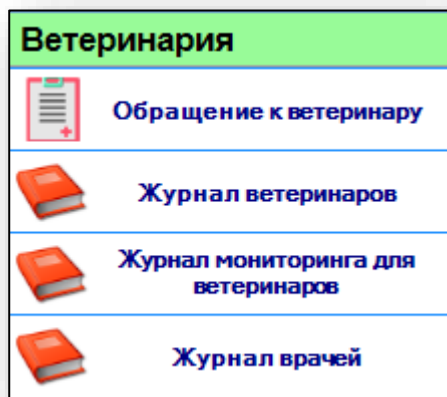 Ветеринария
Обращение к ветеринару
Журнал ветеринаров
Журнал мониторинга для
ветеринаров
Журнал врачей